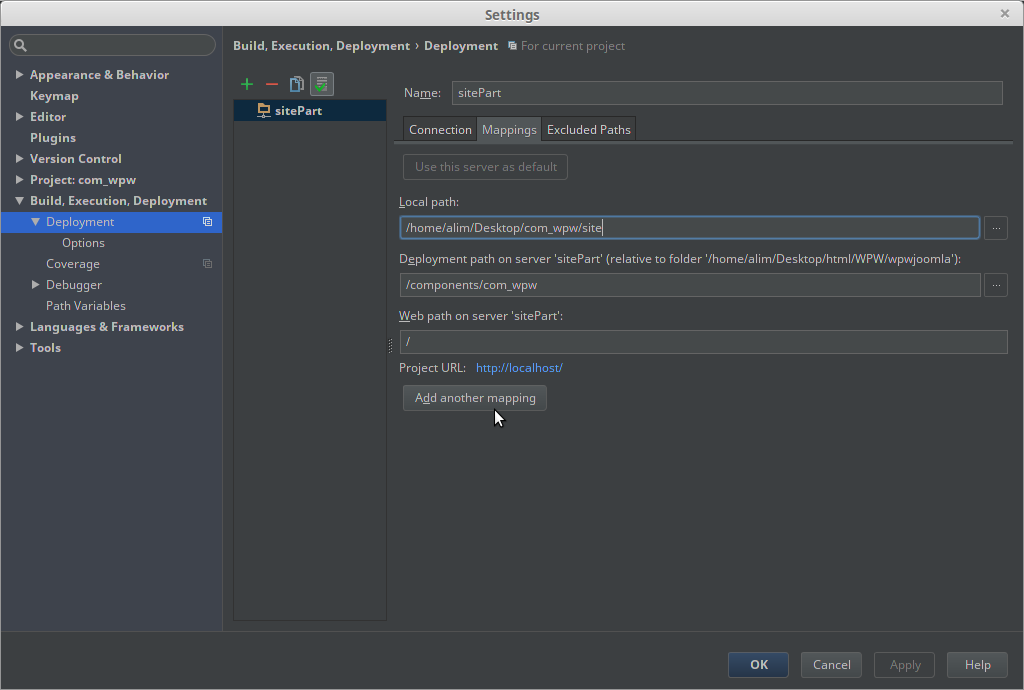 Settings
Build, Execution, Deployment › Deployment For current project
Appearance & Behavior
Keymap
Editor
Plugins
Version Control
Project: com_wpw
Build, Execution, Deployment
Deployment
Options
Coverage
Debugger
Path Variables
Languages & Frameworks
Tools
sitePart
Name: sitePart
Connection Mappings Excluded Paths
Use this server as default
Local path:
/home/alim/Desktop/com_wpw/site
...
Deployment path on server 'sitePart' (relative to folder '/home/alim/Desktop/html/WPW/wpwjoomla'):
/components/com_wpw
...
Web path on server 'sitePart':
/
Project URL: http://localhost/
Add another mapping
OK Cancel Apply Help